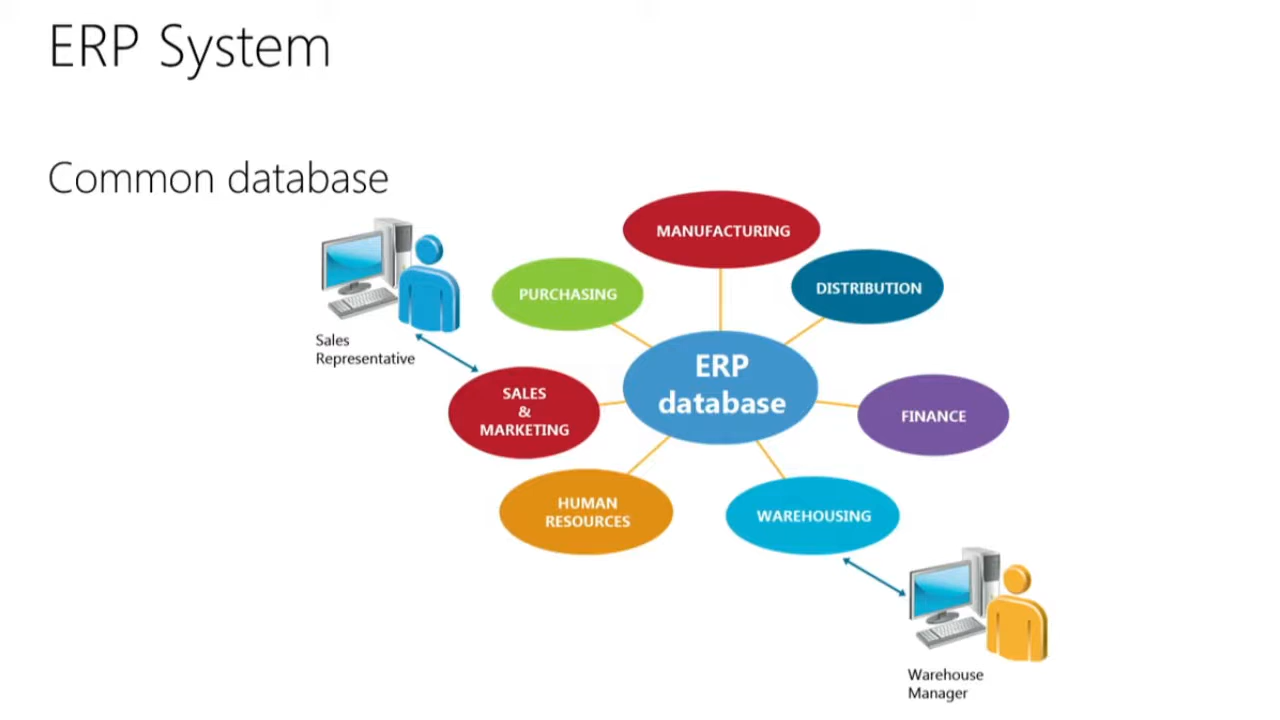 ERP System
Common database
MANUFACTURING
PURCHASING
DISTRIBUTION
Sales
Representative
ERP
database
SALES
&
MARKETING
FINANCE
HUMAN
RESOURCES
WAREHOUSING
Warehouse
Manager